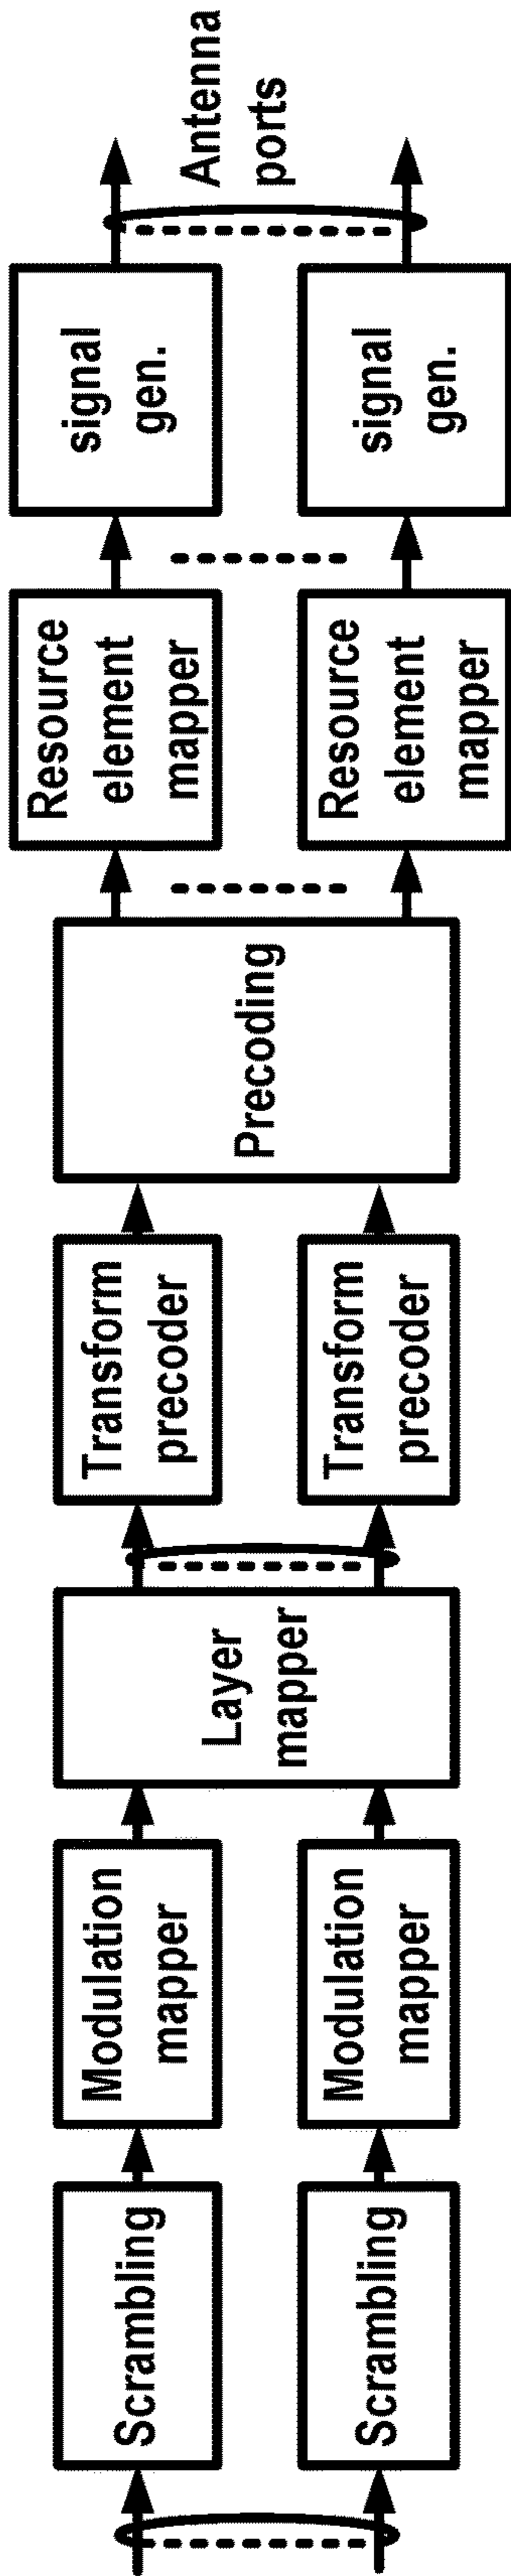 Scrambling
Scrambling
Modulation
mapper
Modulation
mapper
Layer
mapper
Transform
precoder
Transform
precoder
Precoding
Resource
element
mapper
Resource
element
mapper
signal
gen.
signal
gen.
Antenna
ports